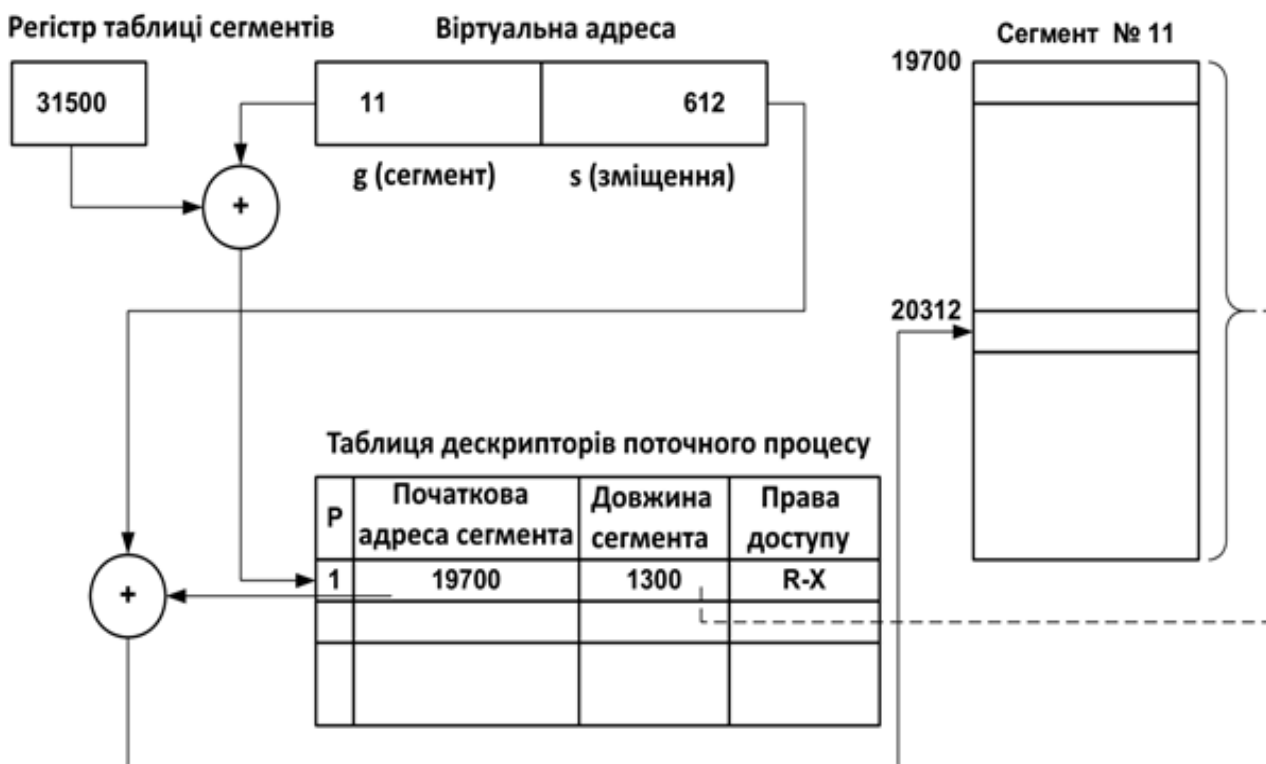 Регістр таблиці сегментів
Віртуальна адреса
Сегмент № 11
31500
11
612
19700
g (сегмент)
s (зміщення)
+
20312
Таблиця дескрипторів поточного процесу
P
Початкова
адреса сегмента
Довжина
сегмента
Права
доступу
1
19700
1300
R-X
+